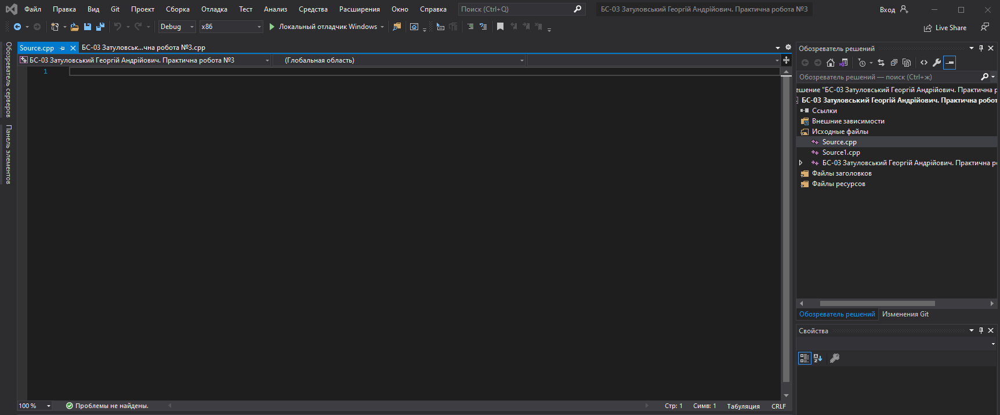 Файл Правка Вид Git Проект Сборка Отладка Тест Анализ Средства Расширения Окно Справка Поиск (Ctrl+Q) БС-03 Затуловський Георгій Андрійович. Практична робота №3 Вход
Debug x86 Локальный отладчик Windows Live Share
Обозреватель серверов
Панель элементов
Source.cpp БС-03 Затуловськ...чна робота №3.cpp
БС-03 Затуловський Георгій Андрійович. Практична робота №3 (Глобальная область)
1
100 % Проблемы не найдены. Стр: 1 Симв: 1 Табуляция CRLF
Обозреватель решений
Обозреватель решений — поиск (Ctrl+ж)
ешение "БС-03 Затуловський Георгій Андрійович. Практична р
БС-03 Затуловський Георгій Андрійович. Практична робот
Ссылки
Внешние зависимости
Исходные файлы
Source.cpp
Source1.cpp
БС-03 Затуловський Георгій Андрійович. Практична р
Файлы заголовков
Файлы ресурсов
Обозреватель решений Изменения Git
Свойства